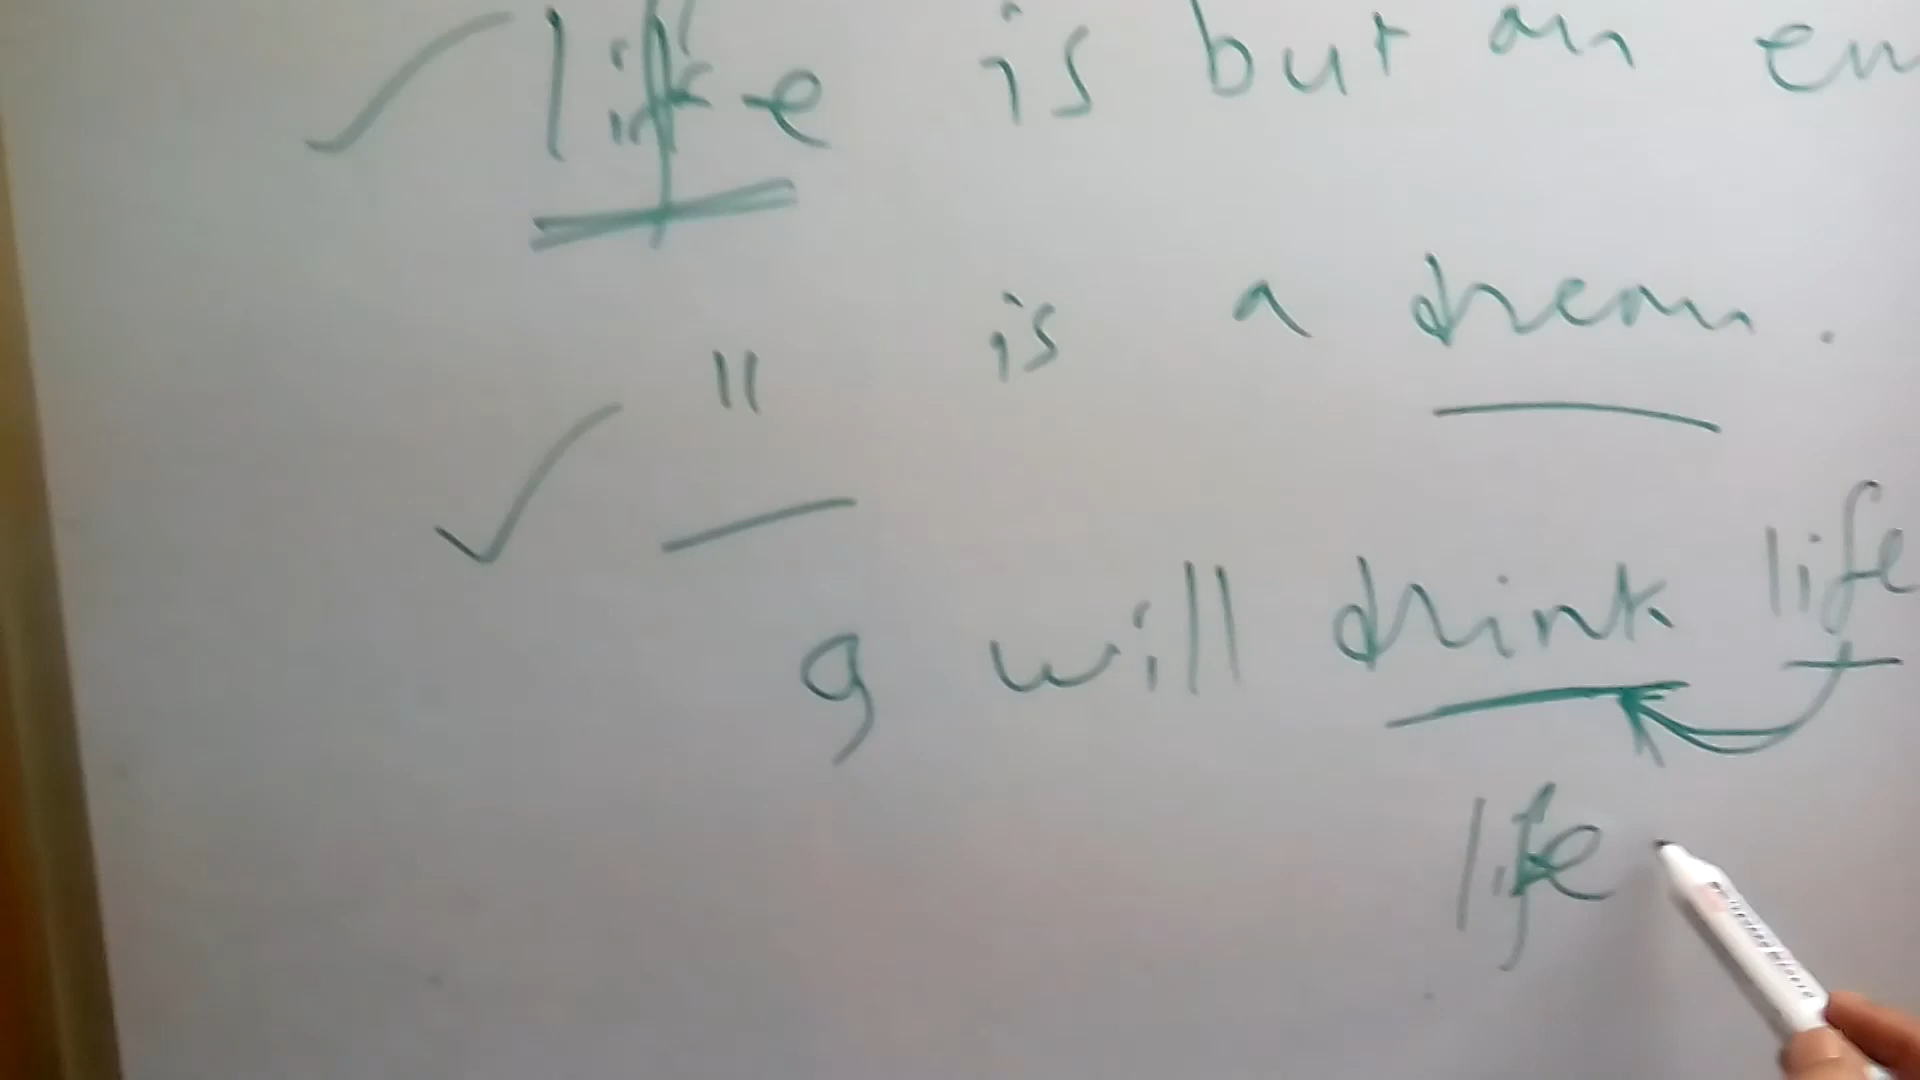 life is but an em
" is a dream.
I will drink life
life